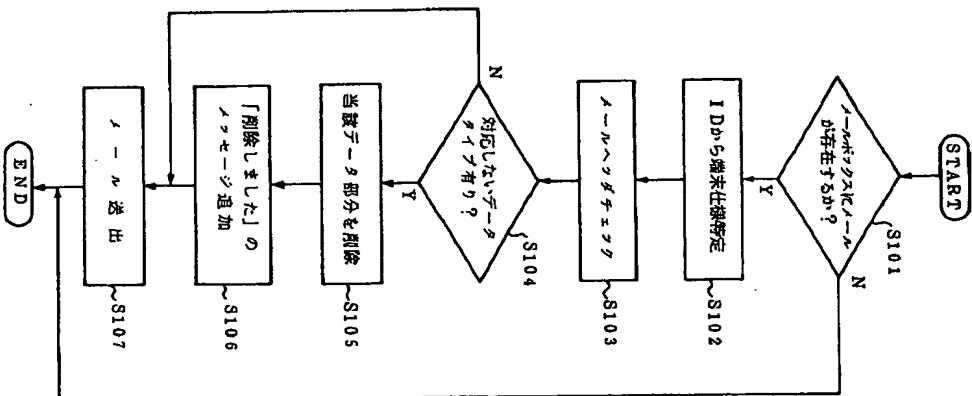 START
メールボックスにメール
が存在するか?
S101
N
Y
IDから端末仕様特定
S102
メールヘッダチェック
S103
対応しないデータ
タイプ有り?
S104
N
Y
当該データ部分を削除
S105
「削除しました」の
メッセージ追加
S106
メール送出
S107
END